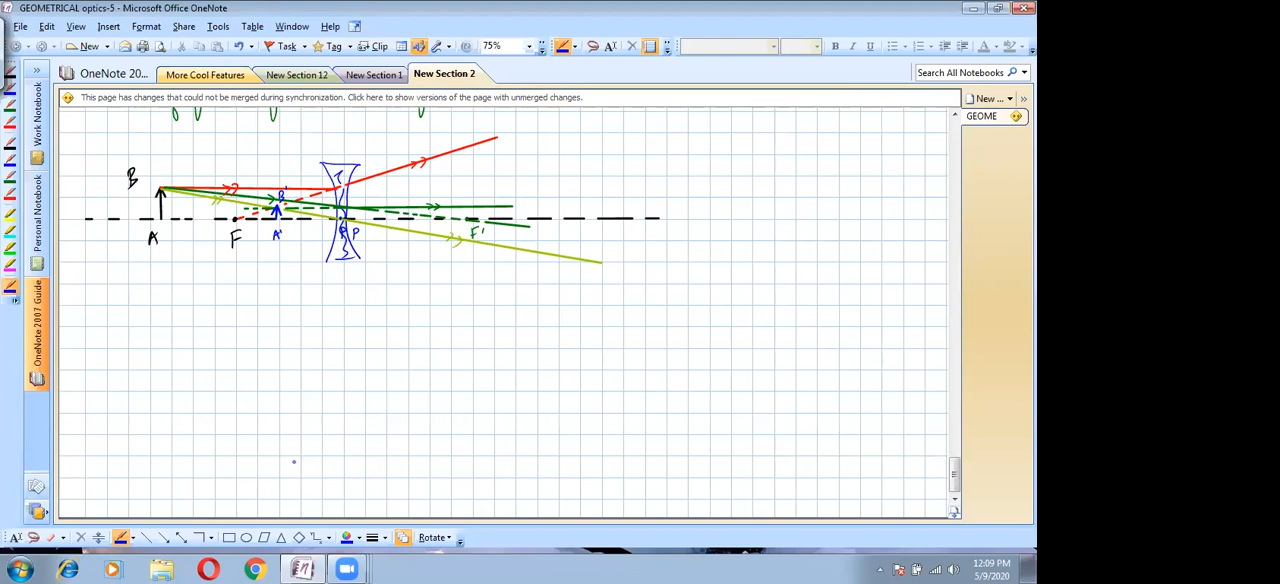 GEOMETRICAL optics-5 - Microsoft Office OneNote
File Edit View Insert Format Share Tools Table Window Help
New Task Tag Clip 75% B I U A
OneNote 20... More Cool Features New Section 12 New Section 1 New Section 2 Search All Notebooks
This page has changes that could not be merged during synchronization. Click here to show versions of the page with unmerged changes.
New ...
GEOME
Work Notebook
Personal Notebook
OneNote 2007 Guide
B
B'
A F A' P F'
Rotate
12:09 PM
5/9/2020